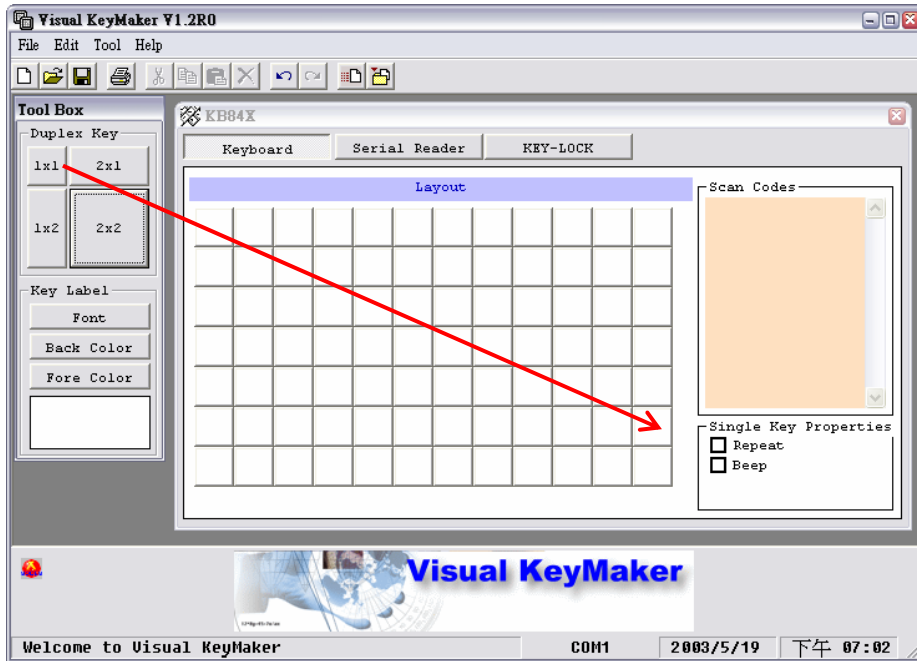 Visual KeyMaker V1.2R0
File Edit Tool Help
Tool Box
Duplex Key
1x1 2x1
1x2 2x2
Key Label
Font
Back Color
Fore Color
KB84X
Keyboard Serial Reader KEY-LOCK
Layout
Scan Codes
Single Key Properties
Repeat
Beep
Visual KeyMaker
Welcome to Visual KeyMaker COM1 2003/5/19 下午 07:02